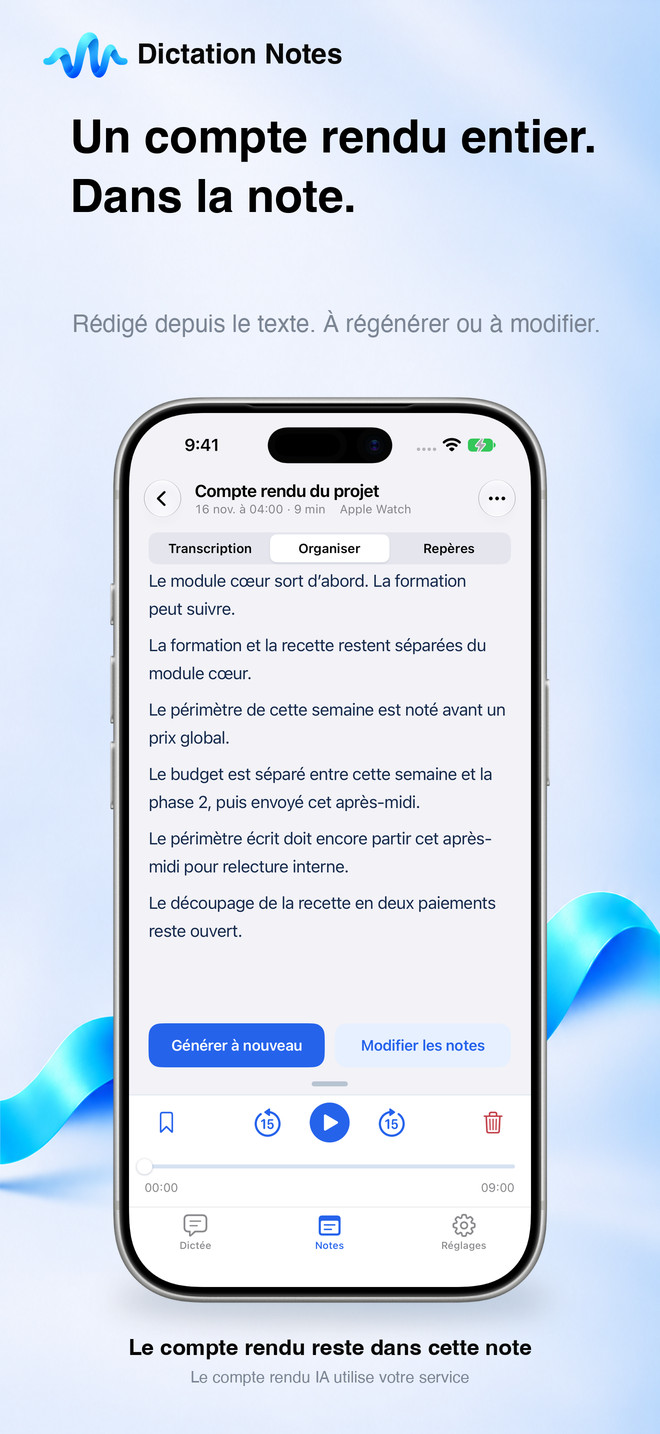 Dictation Notes
Un compte rendu entier.
Dans la note.
Rédigé depuis le texte. À régénérer ou à modifier.
9:41
Compte rendu du projet
16 nov. à 04:00 · 9 min Apple Watch
Transcription Organiser Repères
Le module cœur sort d’abord. La formation
peut suivre.
La formation et la recette restent séparées du
module cœur.
Le périmètre de cette semaine est noté avant un
prix global.
Le budget est séparé entre cette semaine et la
phase 2, puis envoyé cet après-midi.
Le périmètre écrit doit encore partir cet après-
midi pour relecture interne.
Le découpage de la recette en deux paiements
reste ouvert.
Générer à nouveau Modifier les notes
15 15
00:00 09:00
Dictée Notes Réglages
Le compte rendu reste dans cette note
Le compte rendu IA utilise votre service